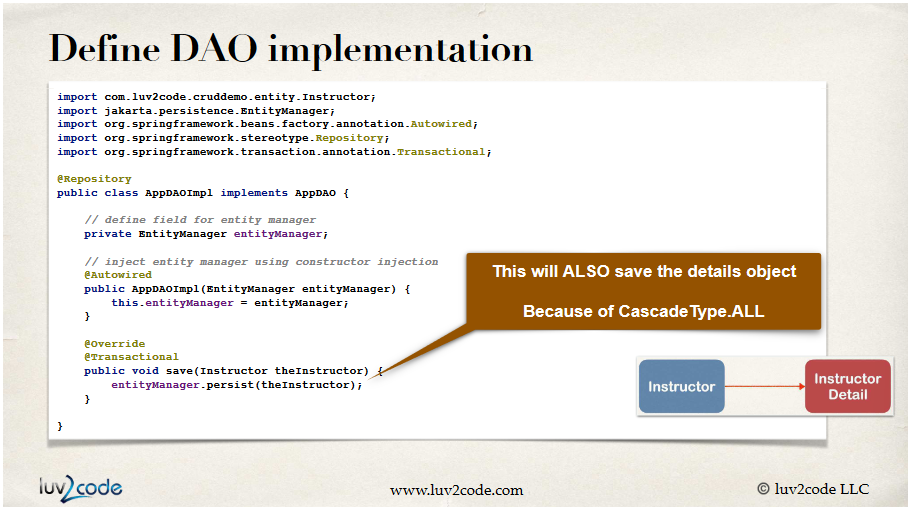 Define DAO implementation
import com.luv2code.cruddemo.entity.Instructor;
import jakarta.persistence.EntityManager;
import org.springframework.beans.factory.annotation.Autowired;
import org.springframework.stereotype.Repository;
import org.springframework.transaction.annotation.Transactional;
@Repository
public class AppDAOImpl implements AppDAO {
// define field for entity manager
private EntityManager entityManager;
// inject entity manager using constructor injection
@Autowired
public AppDAOImpl(EntityManager entityManager) {
this.entityManager = entityManager;
}
@Override
@Transactional
public void save(Instructor theInstructor) {
entityManager.persist(theInstructor);
}
}
This will ALSO save the details object
Because of CascadeType.ALL
Instructor
Instructor
Detail
luv2code
www.luv2code.com
© luv2code LLC